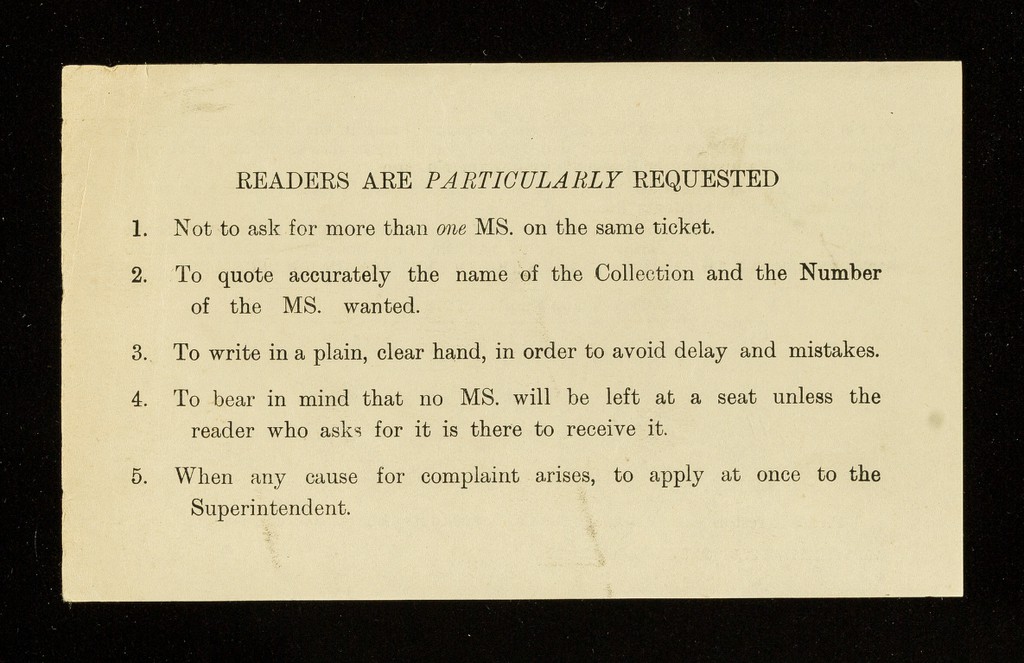 READERS ARE PARTICULARLY REQUESTED
1. Not to ask for more than one MS. on the same ticket.
2. To quote accurately the name of the Collection and the Number
of the MS. wanted.
3. To write in a plain, clear hand, in order to avoid delay and mistakes.
4. To bear in mind that no MS. will be left at a seat unless the
reader who asks for it is there to receive it.
5. When any cause for complaint arises, to apply at once to the
Superintendent.